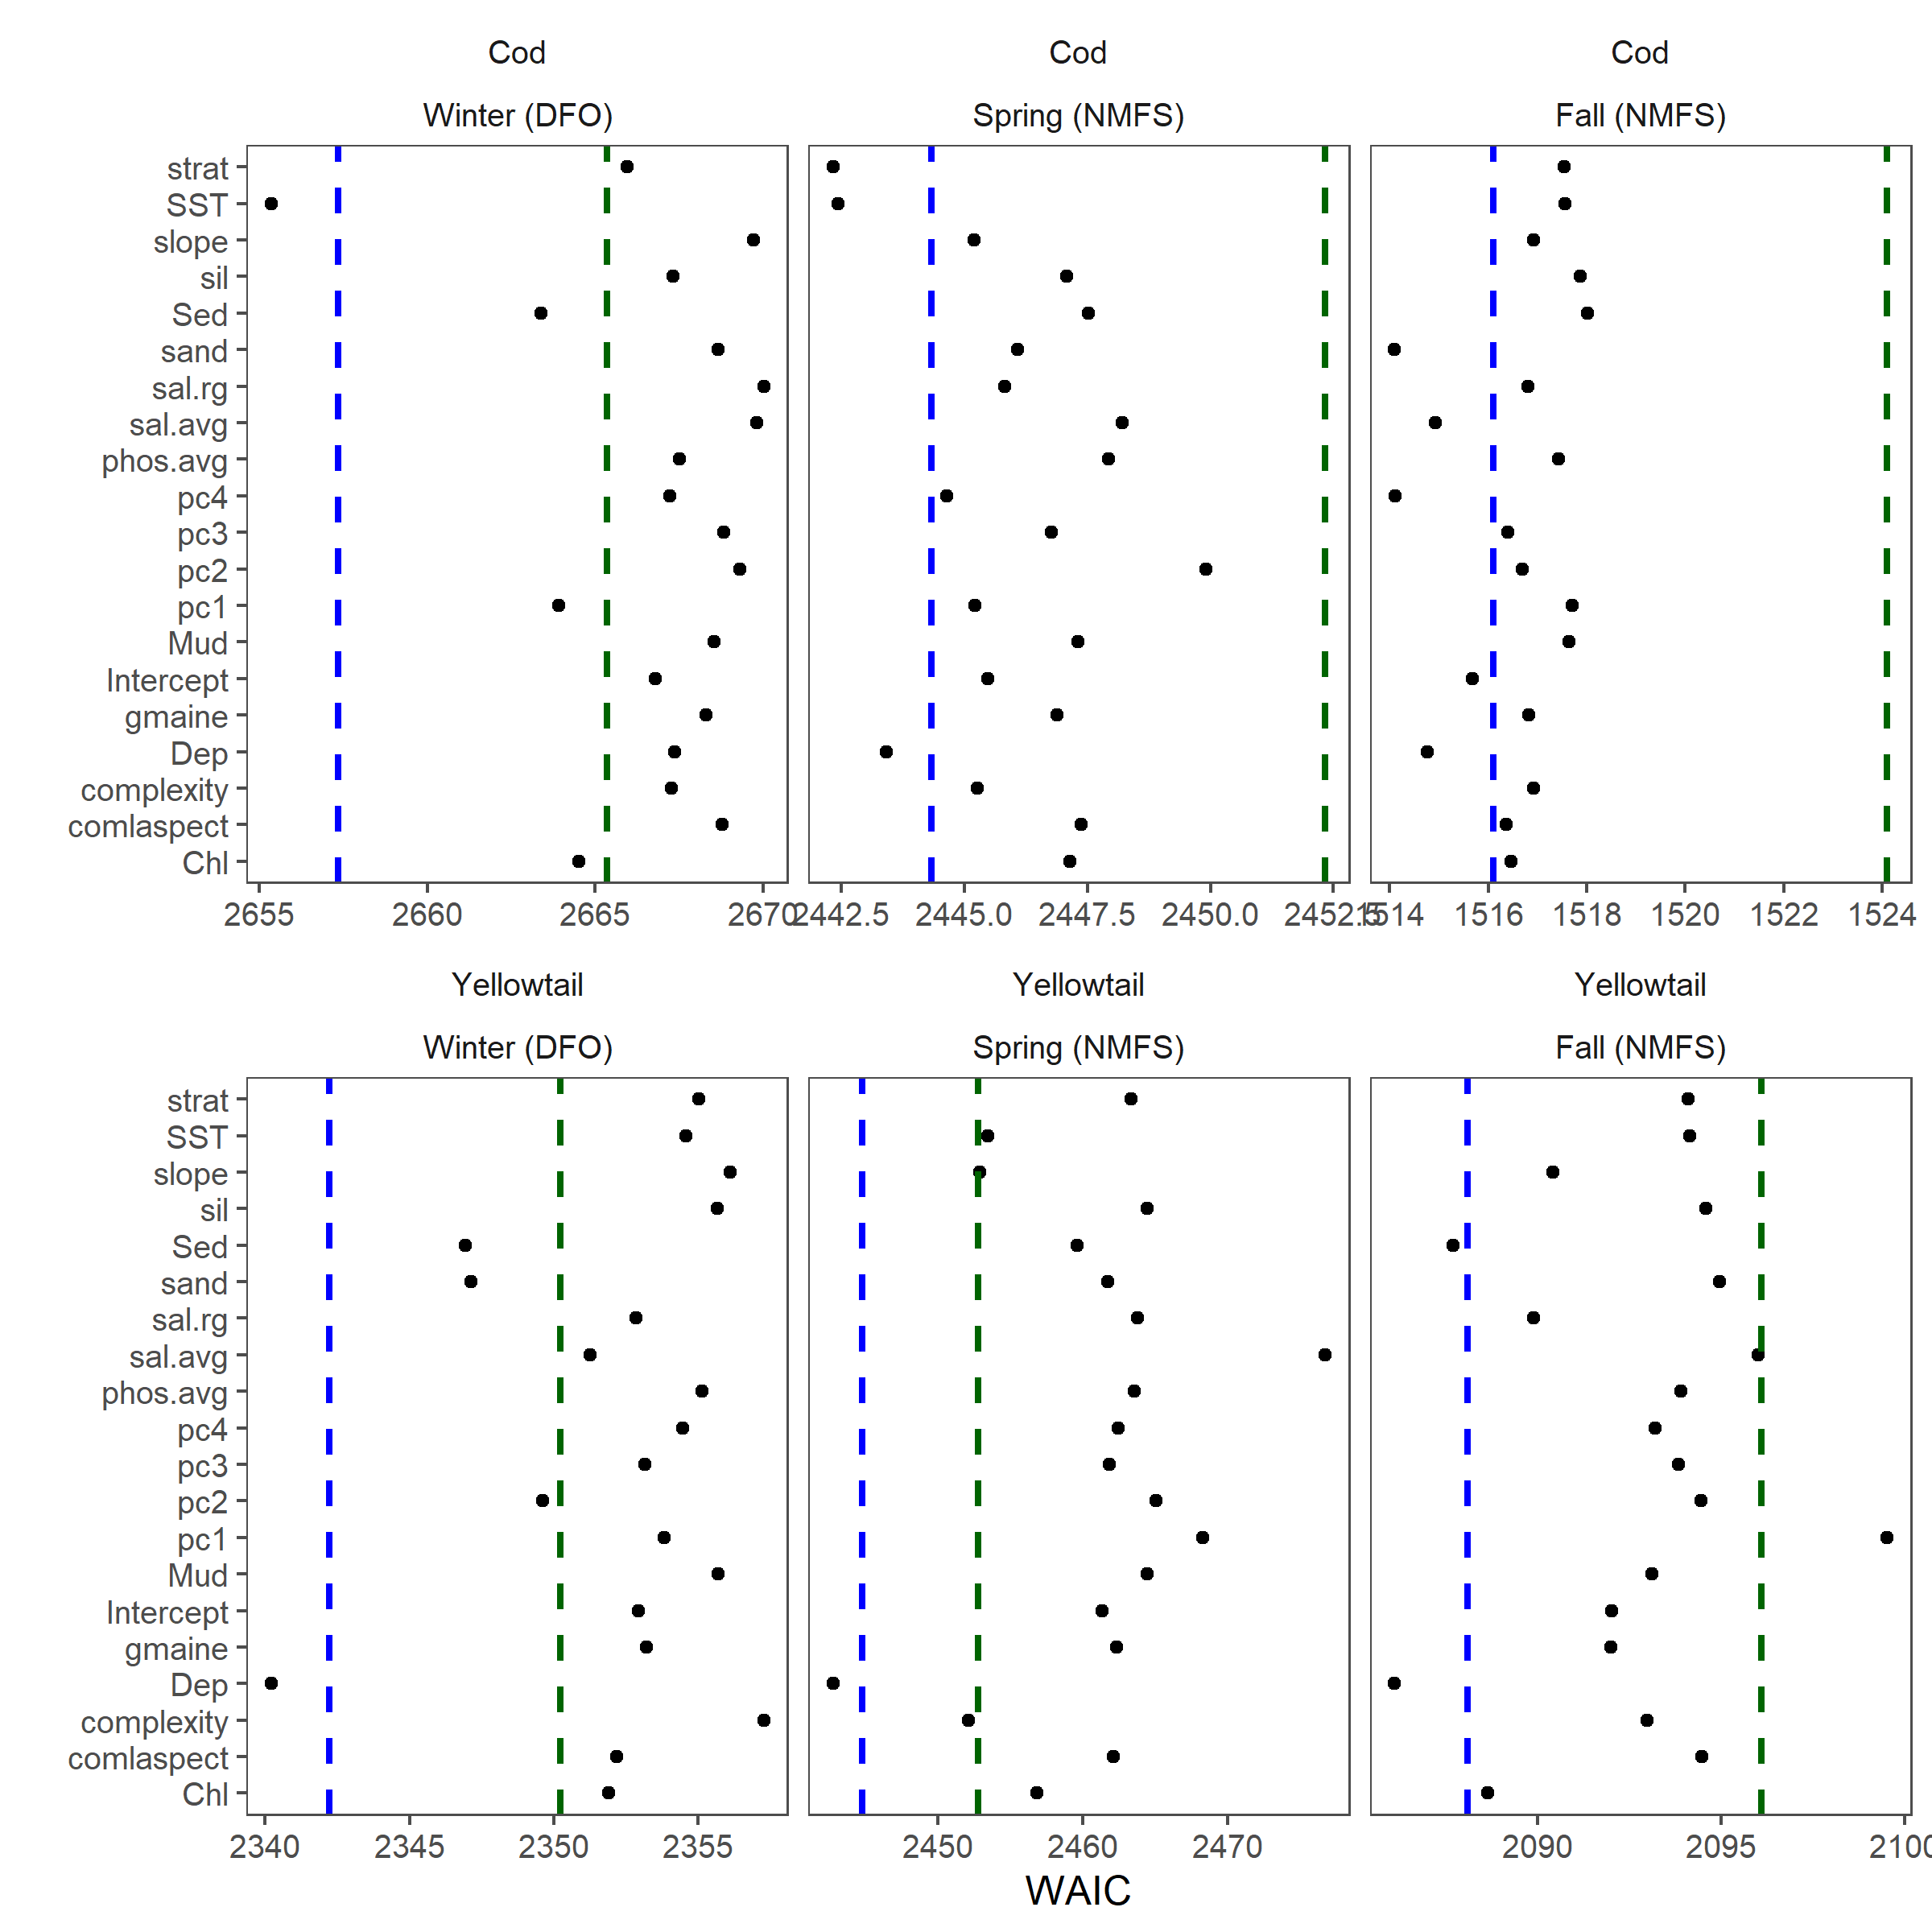 Cod Cod Cod
Winter (DFO) Spring (NMFS) Fall (NMFS)
strat
SST
slope
sil
Sed
sand
sal.rg
sal.avg
phos.avg
pc4
pc3
pc2
pc1
Mud
Intercept
gmaine
Dep
complexity
comlaspect
Chl
2655 2660 2665 2670 2442.5 2445.0 2447.5 2450.0 2452.5 1514 1516 1518 1520 1522 1524
Yellowtail Yellowtail Yellowtail
Winter (DFO) Spring (NMFS) Fall (NMFS)
strat
SST
slope
sil
Sed
sand
sal.rg
sal.avg
phos.avg
pc4
pc3
pc2
pc1
Mud
Intercept
gmaine
Dep
complexity
comlaspect
Chl
2340 2345 2350 2355 2450 2460 2470 2090 2095 2100
WAIC